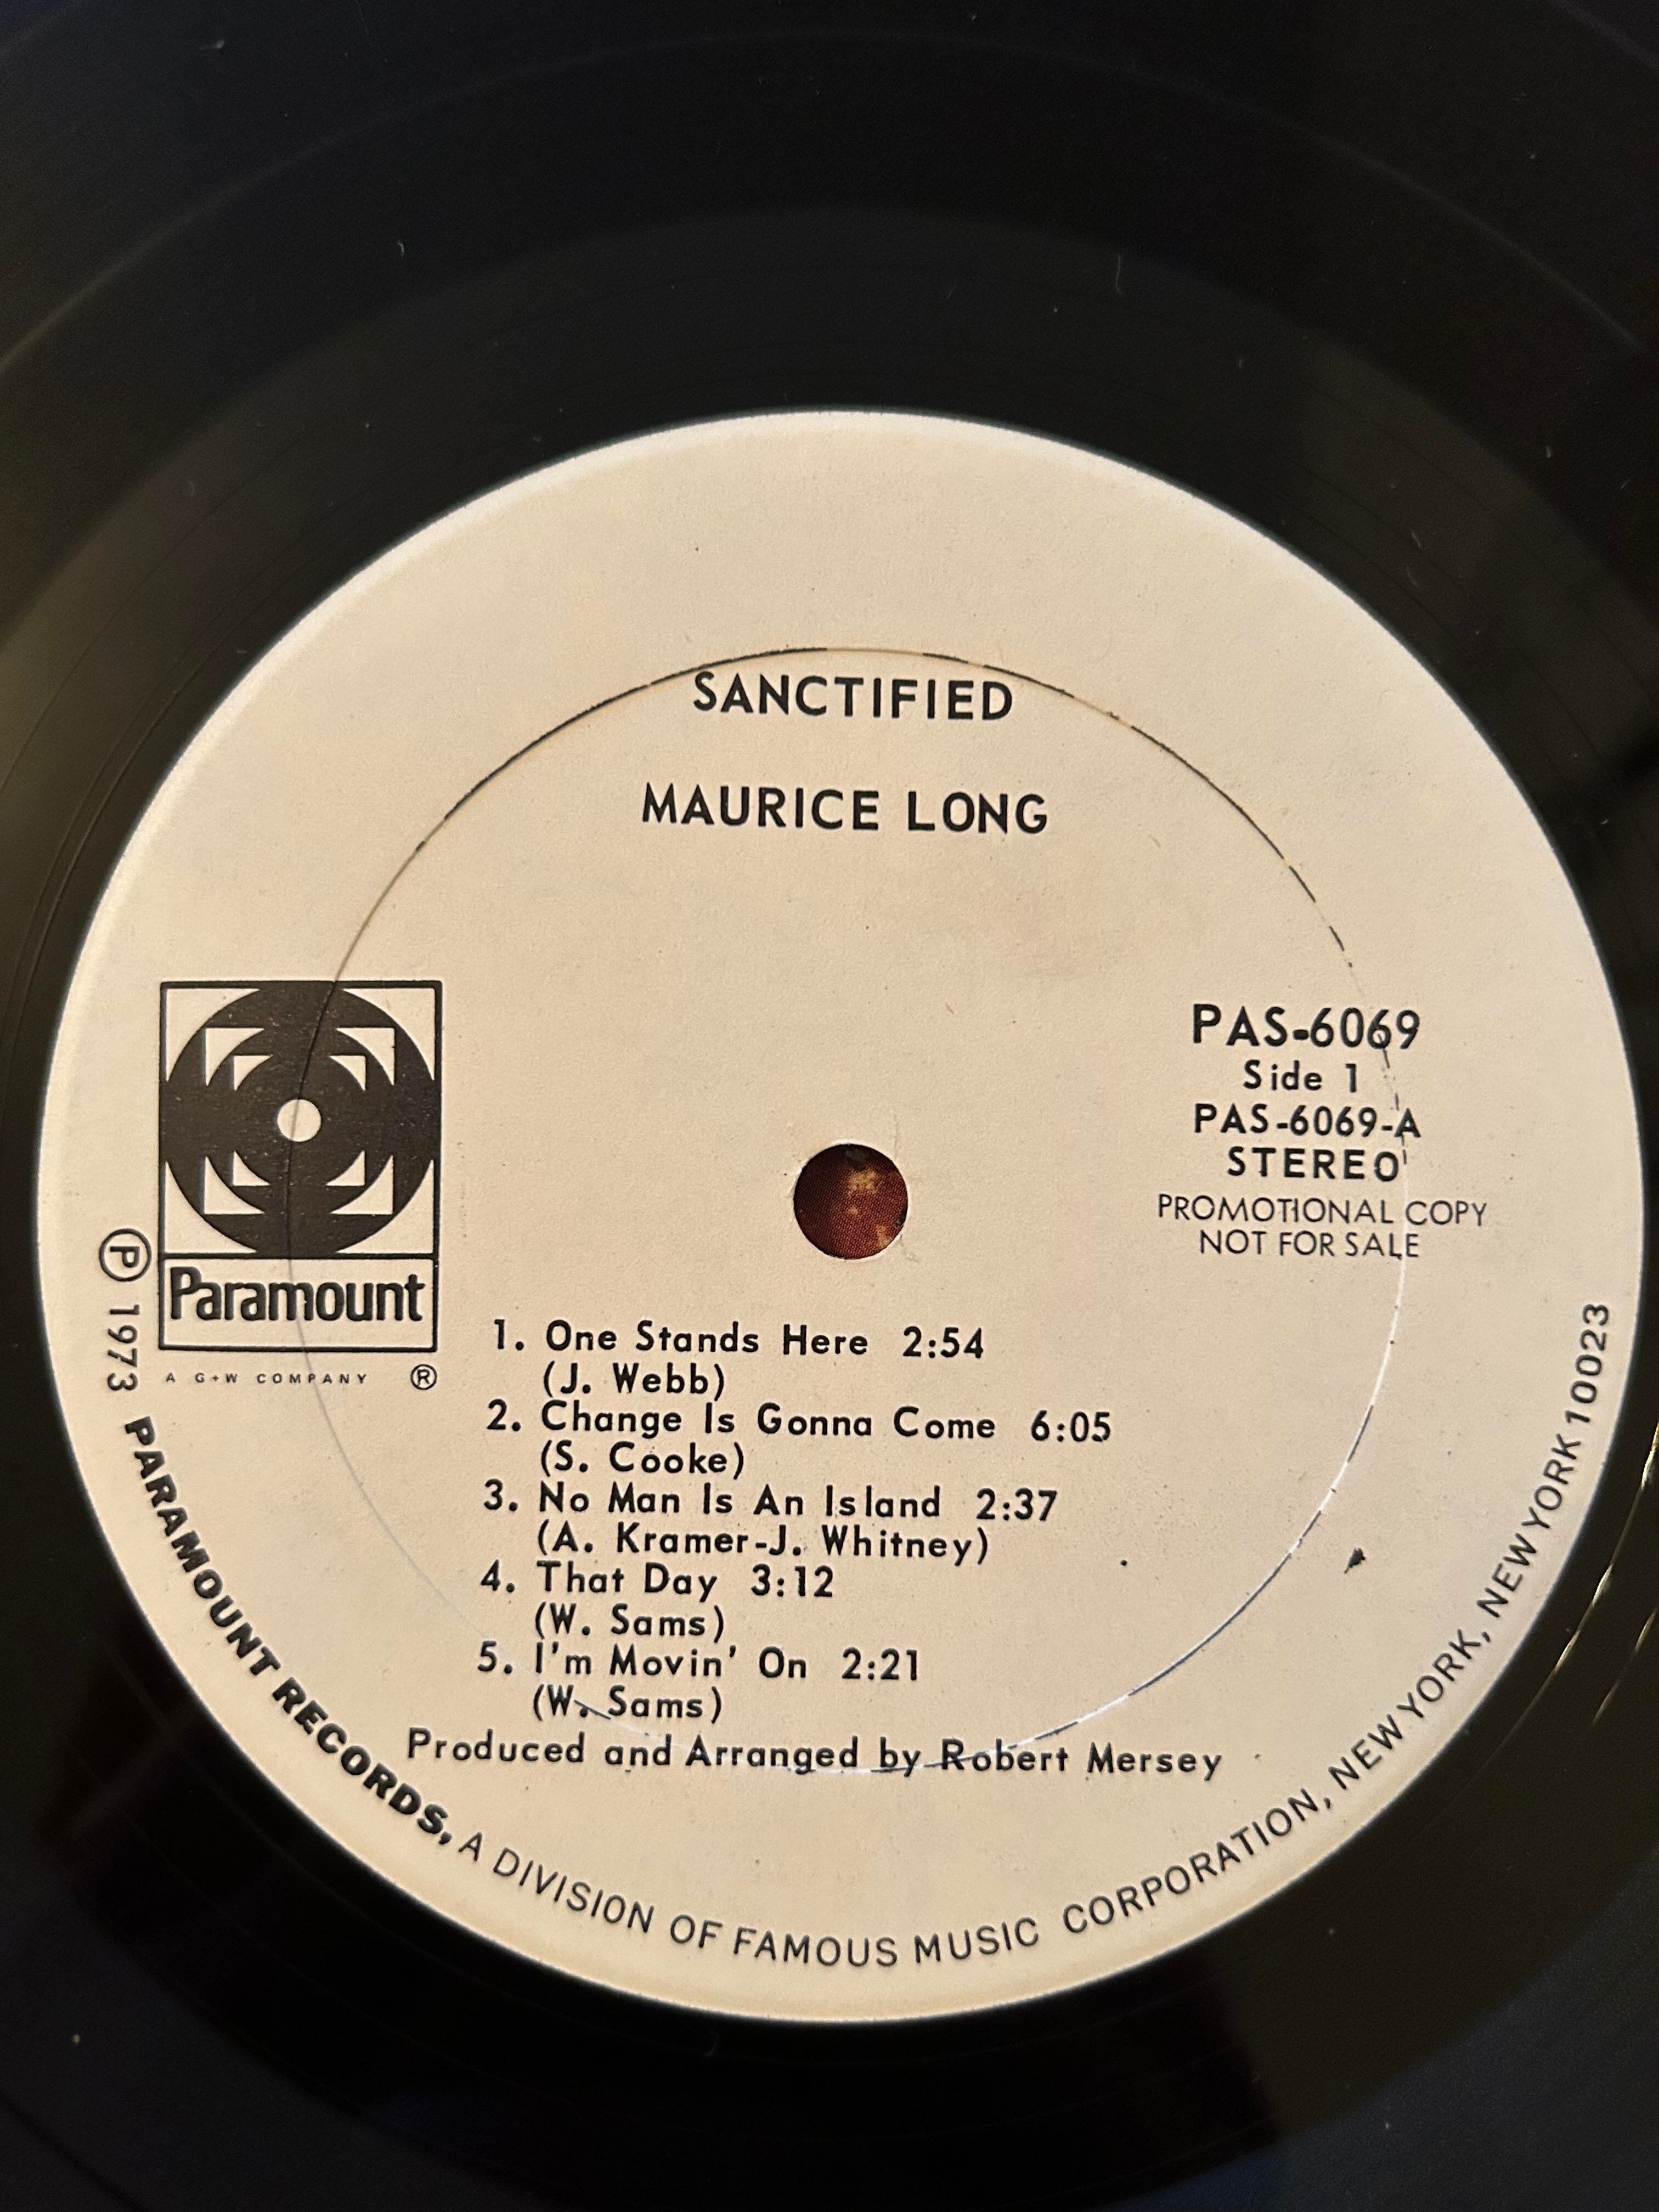 SANCTIFIED
MAURICE LONG
PAS-6069
Side 1
PAS-6069-A
STEREO
PROMOTIONAL COPY
NOT FOR SALE
Paramount
A G+W COMPANY ®
1. One Stands Here 2:54
(J. Webb)
2. Change Is Gonna Come 6:05
(S. Cooke)
3. No Man Is An Island 2:37
(A. Kramer-J. Whitney)
4. That Day 3:12
(W. Sams)
5. I'm Movin' On 2:21
(W. Sams)
Produced and Arranged by Robert Mersey
℗ 1973 PARAMOUNT RECORDS, A DIVISION OF FAMOUS MUSIC CORPORATION, NEW YORK, NEW YORK 10023